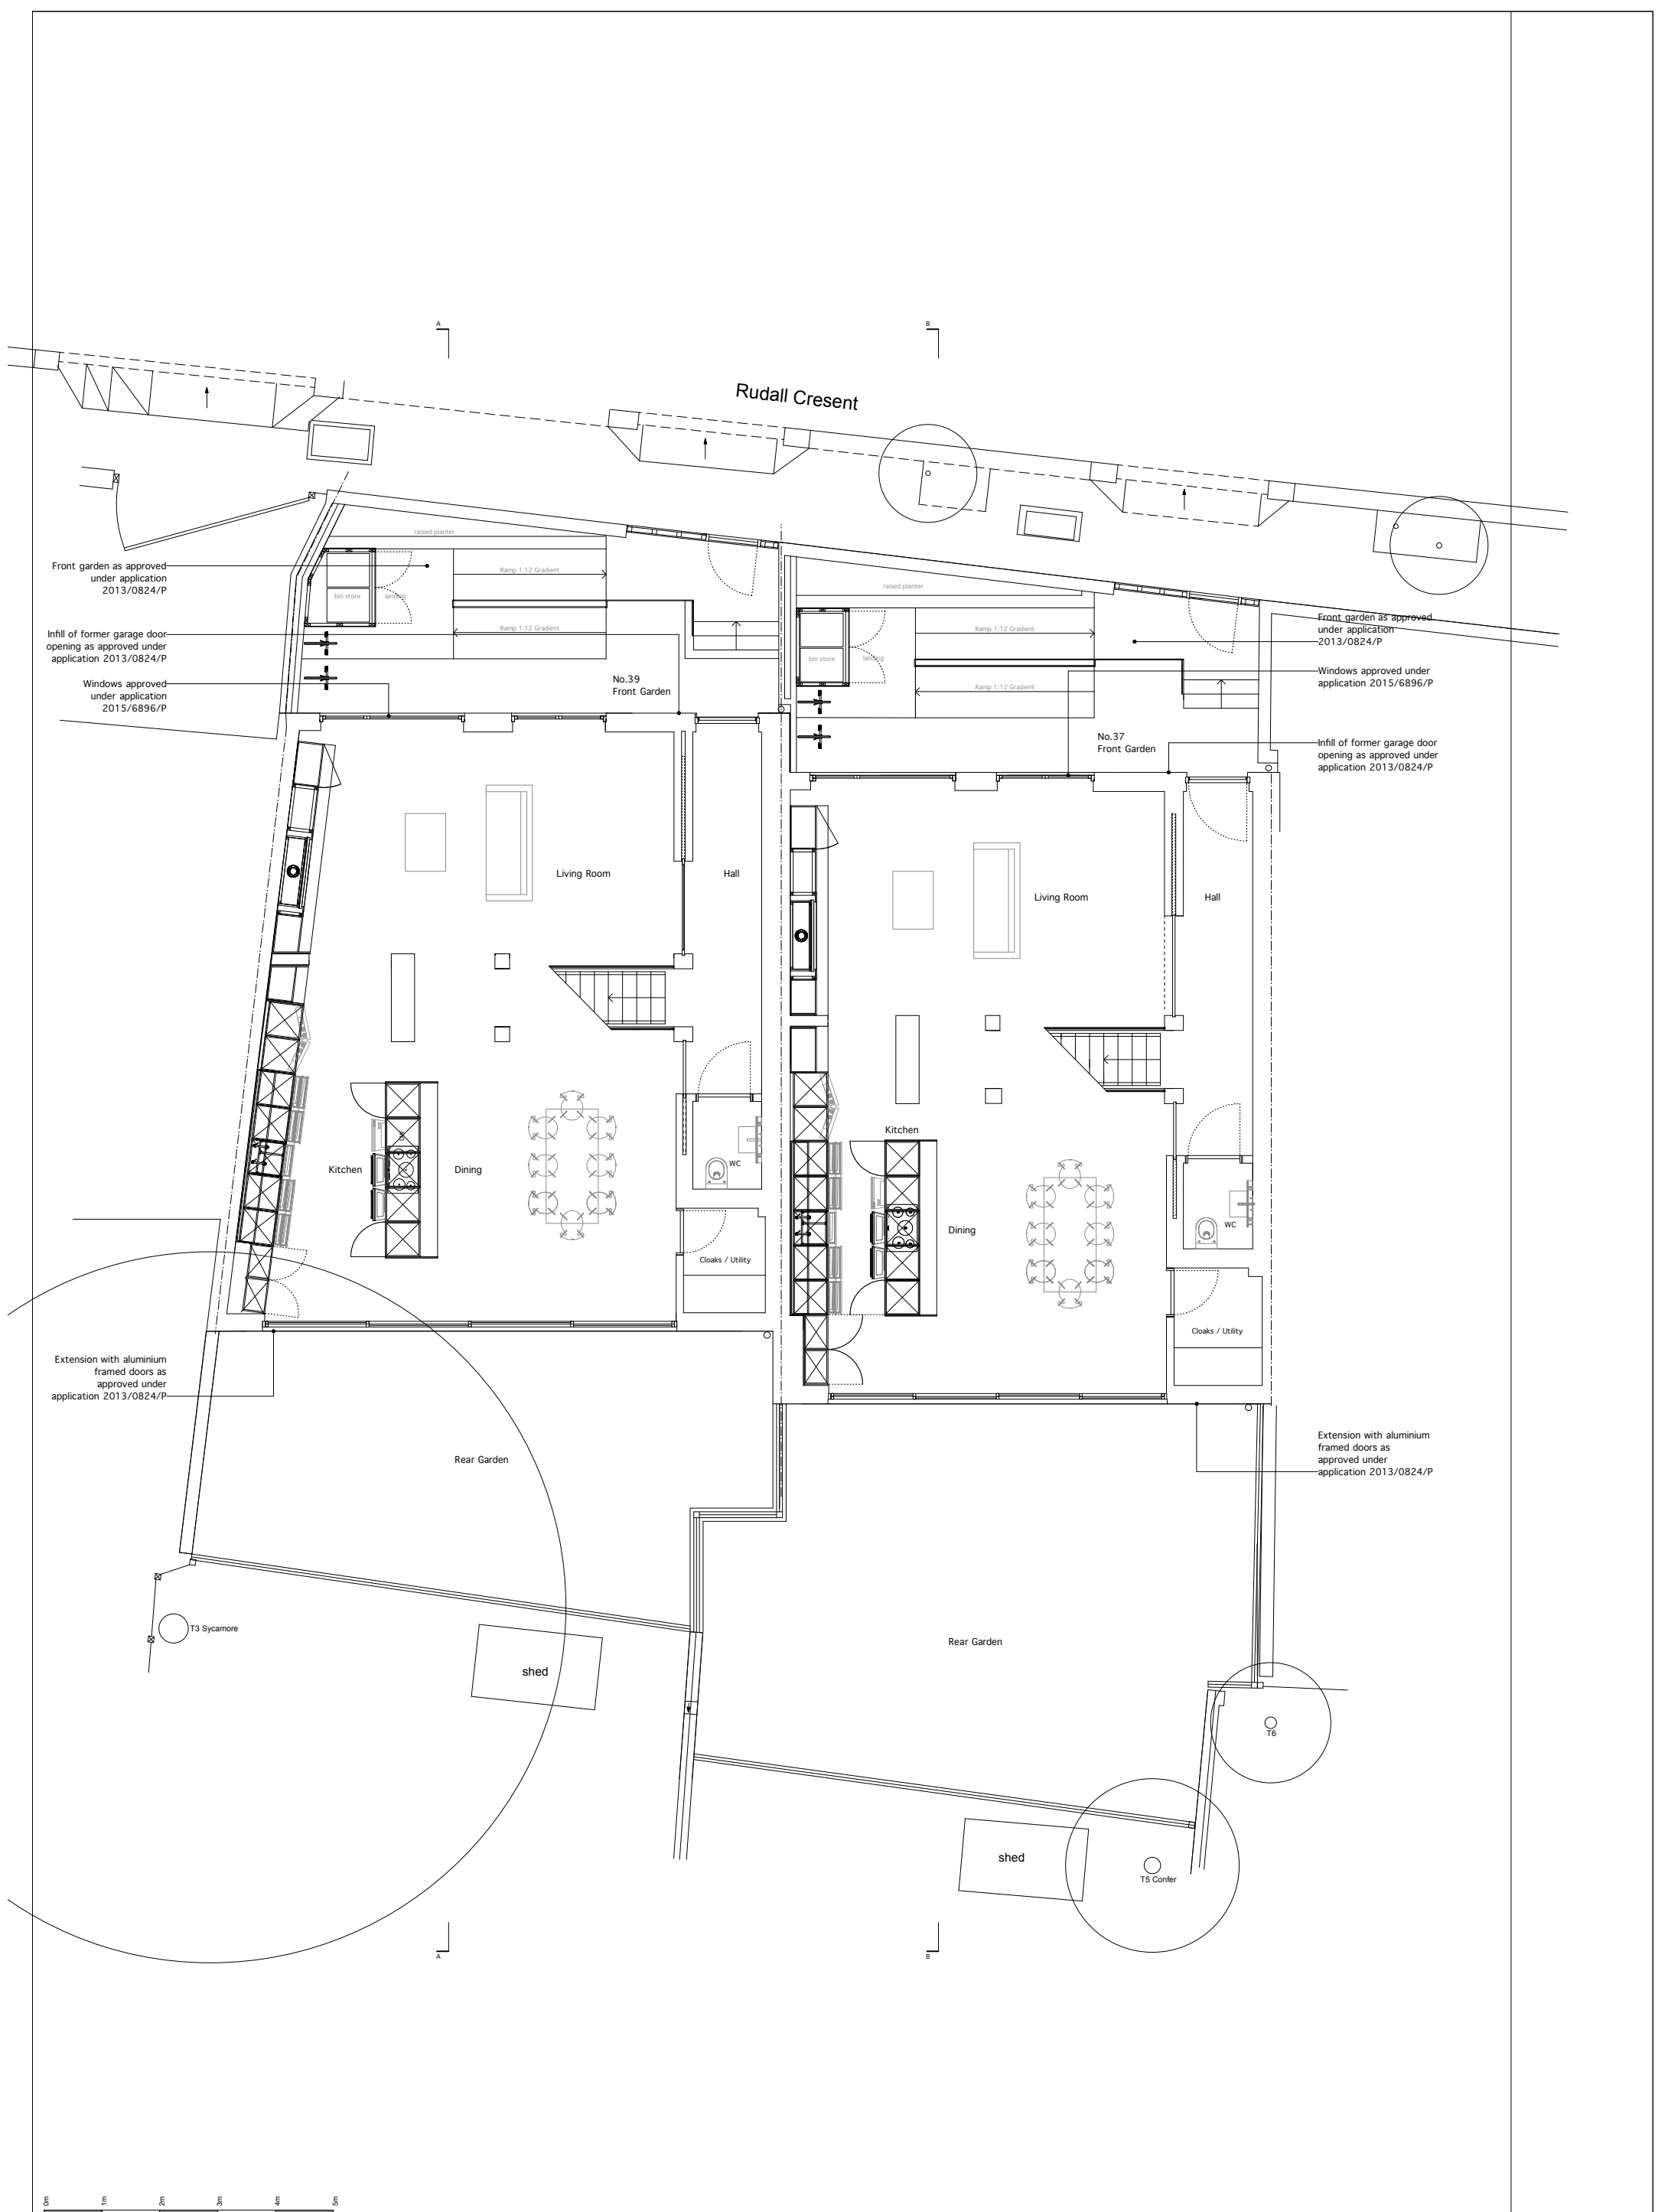 A
B
Rudall Cresent
raised planter
Front garden as approved
under application
2013/0824/P
Ramp 1:12 Gradient
bin store
landing
Ramp 1:12 Gradient
Infill of former garage door
opening as approved under
application 2013/0824/P
Windows approved
under application
2015/6896/P
No.39
Front Garden
raised planter
Front garden as approved
under application
2013/0824/P
Ramp 1:12 Gradient
bin store
landing
Ramp 1:12 Gradient
Windows approved under
application 2015/6896/P
No.37
Front Garden
Infill of former garage door
opening as approved under
application 2013/0824/P
Living Room
Hall
Living Room
Hall
Kitchen
Dining
WC
Kitchen
Dining
WC
Cloaks / Utility
Cloaks / Utility
Extension with aluminium
framed doors as
approved under
application 2013/0824/P
Rear Garden
Extension with aluminium
framed doors as
approved under
application 2013/0824/P
T3 Sycamore
shed
Rear Garden
T6
shed
T5 Confer
A
B
0m
1m
2m
3m
4m
5m